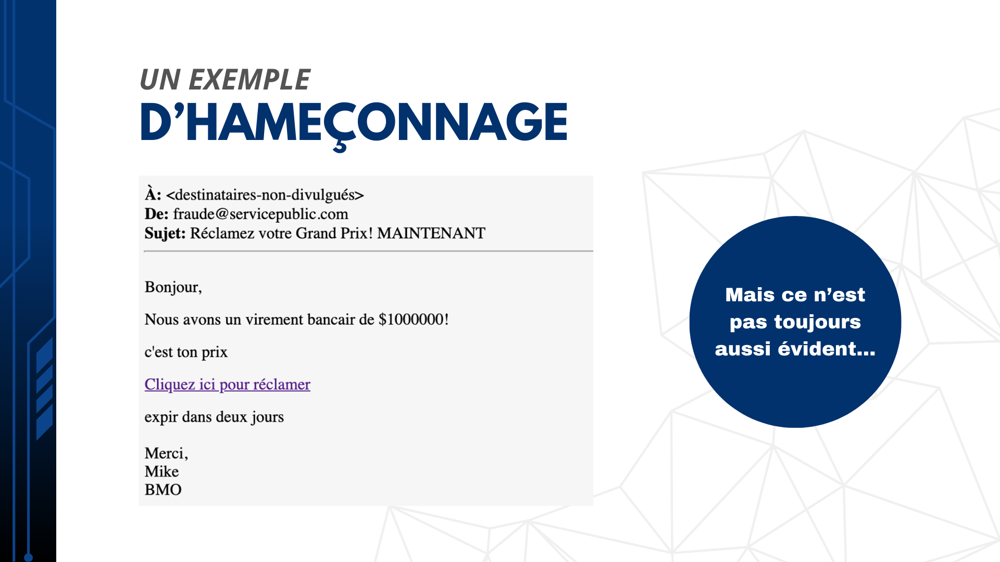 UN EXEMPLE
D’HAMEÇONNAGE
À: <destinataires-non-divulgués>
De: fraude@servicepublic.com
Sujet: Réclamez votre Grand Prix! MAINTENANT
Bonjour,
Nous avons un virement bancair de $1000000!
c'est ton prix
Cliquez ici pour réclamer
expir dans deux jours
Merci,
Mike
BMO
Mais ce n’est
pas toujours
aussi évident...